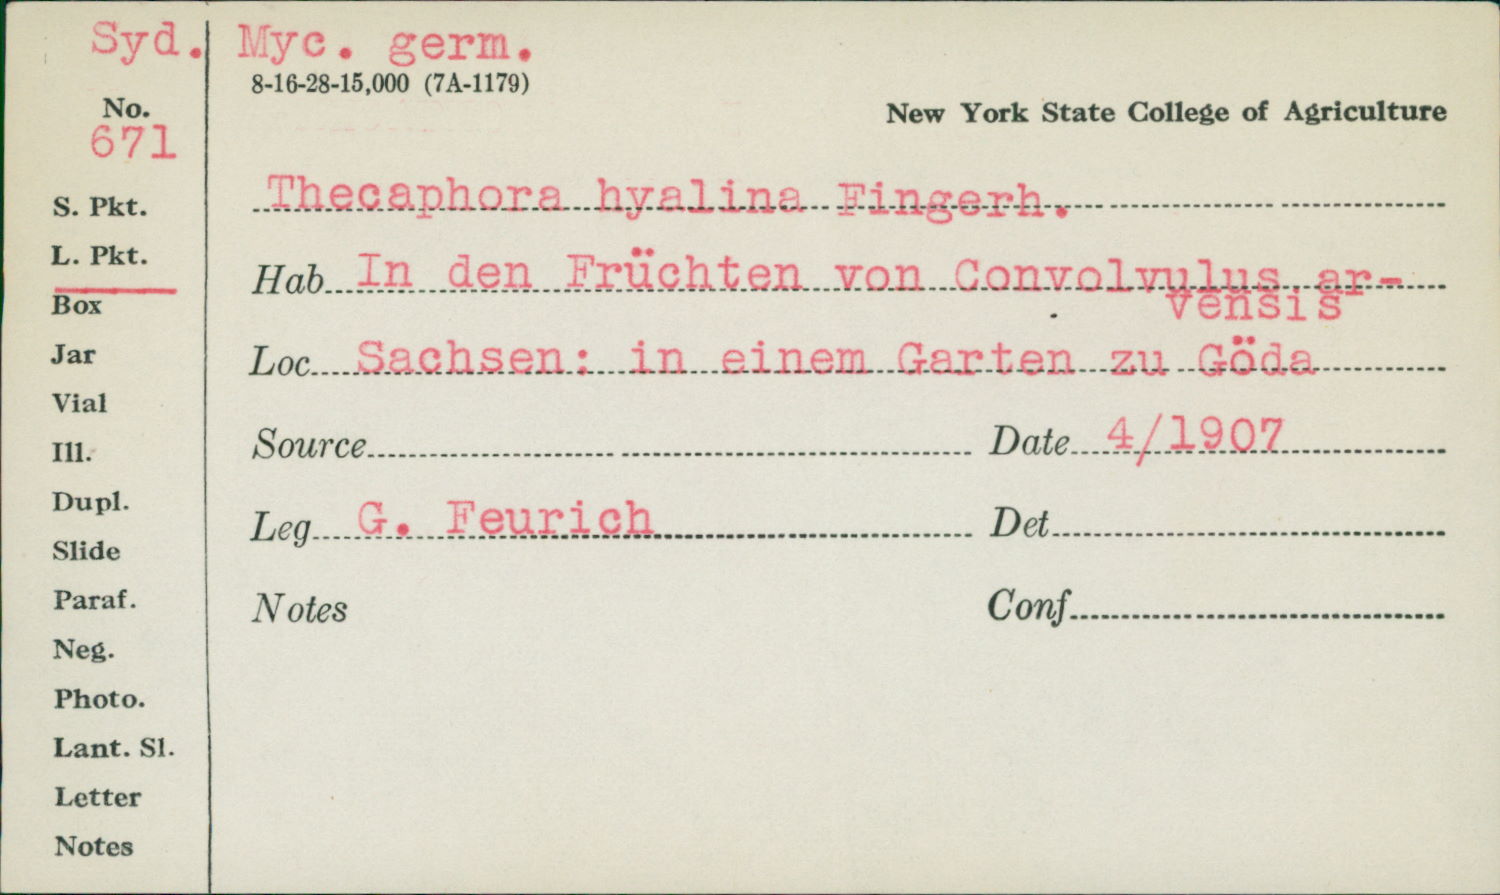 Syd. Myc. germ.
8-16-28-15,000 (7A-1179)
New York State College of Agriculture
No.
671
S. Pkt.
L. Pkt.
Box
Jar
Vial
Ill.
Dupl.
Slide
Paraf.
Neg.
Photo.
Lant. Sl.
Letter
Notes
Thecaphora hyalina Fingerh.
Hab. In den Früchten von Convolvulus ar-
vensis
Loc. Sachsen: in einem Garten zu Göda
Source
Date 4/1907
Leg. G. Feurich
Det
Notes
Conf